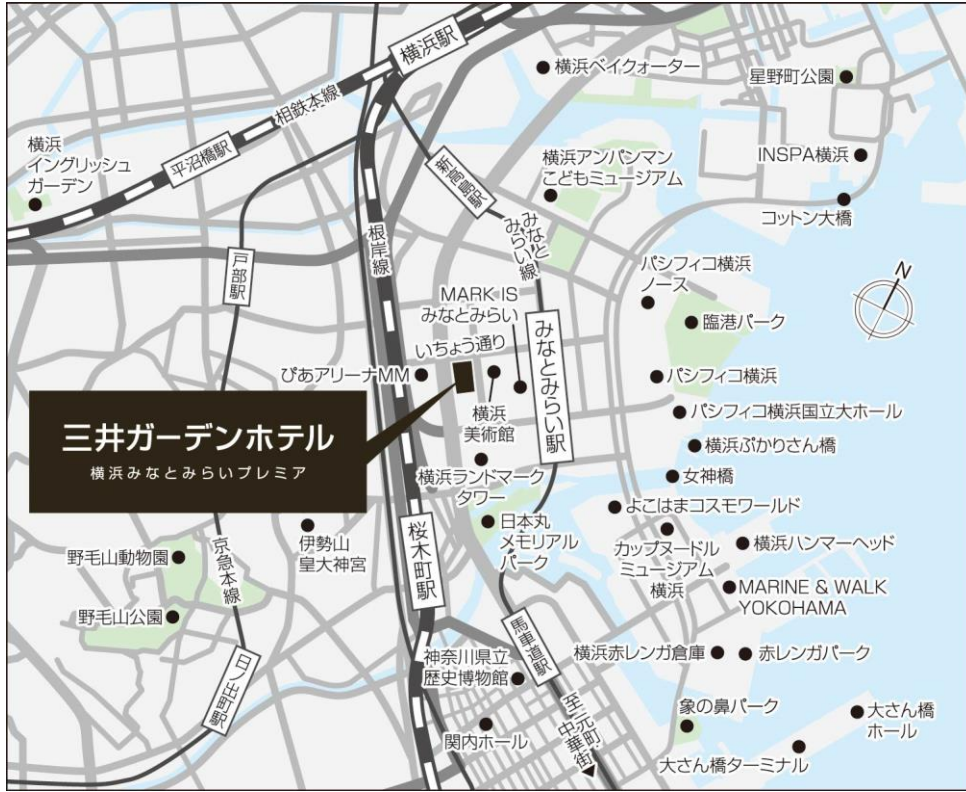 横浜駅
横浜ベイクォーター
星野町公園
相鉄本線
平沼橋駅
横浜
イングリッシュ
ガーデン
新高島駅
横浜アンパンマン
こどもミュージアム
INSPA横浜
コットン大橋
みなと
みらい線
根岸線
戸部駅
パシフィコ横浜
ノース
N
MARK IS
みなとみらい
臨港パーク
いちょう通り
みなとみらい駅
ぴあアリーナMM
パシフィコ横浜
横浜
美術館
パシフィコ横浜国立大ホール
三井ガーデンホテル
横浜みなとみらいプレミア
横浜ぷかりさん橋
横浜ランドマーク
タワー
女神橋
よこはまコスモワールド
日本丸
メモリアル
パーク
伊勢山
皇大神宮
桜木町駅
カップヌードル
ミュージアム
横浜
横浜ハンマーヘッド
野毛山動物園
京急本線
MARINE & WALK
YOKOHAMA
野毛山公園
馬車道駅
神奈川県立
歴史博物館
横浜赤レンガ倉庫
赤レンガパーク
日ノ出町駅
至元町
中華街
象の鼻パーク
大さん橋
ホール
関内ホール
大さん橋ターミナル